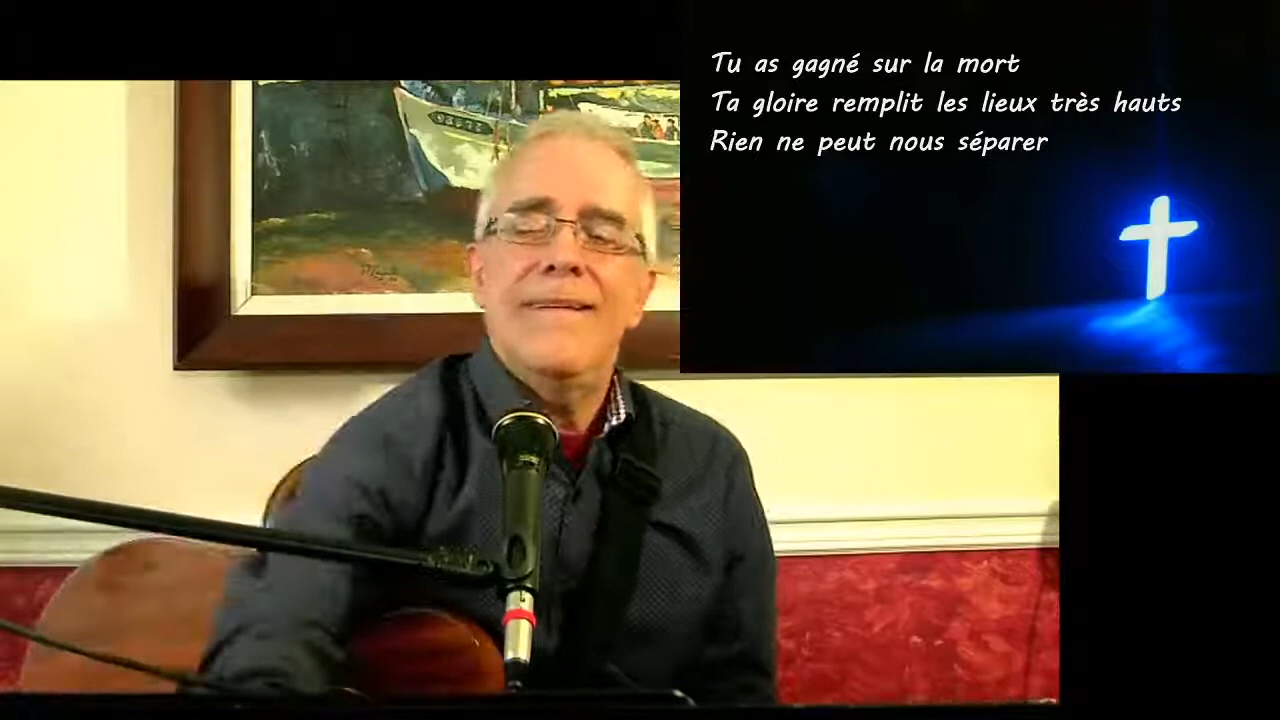 Tu as gagné sur la mort
Ta gloire remplit les lieux très hauts
Rien ne peut nous séparer